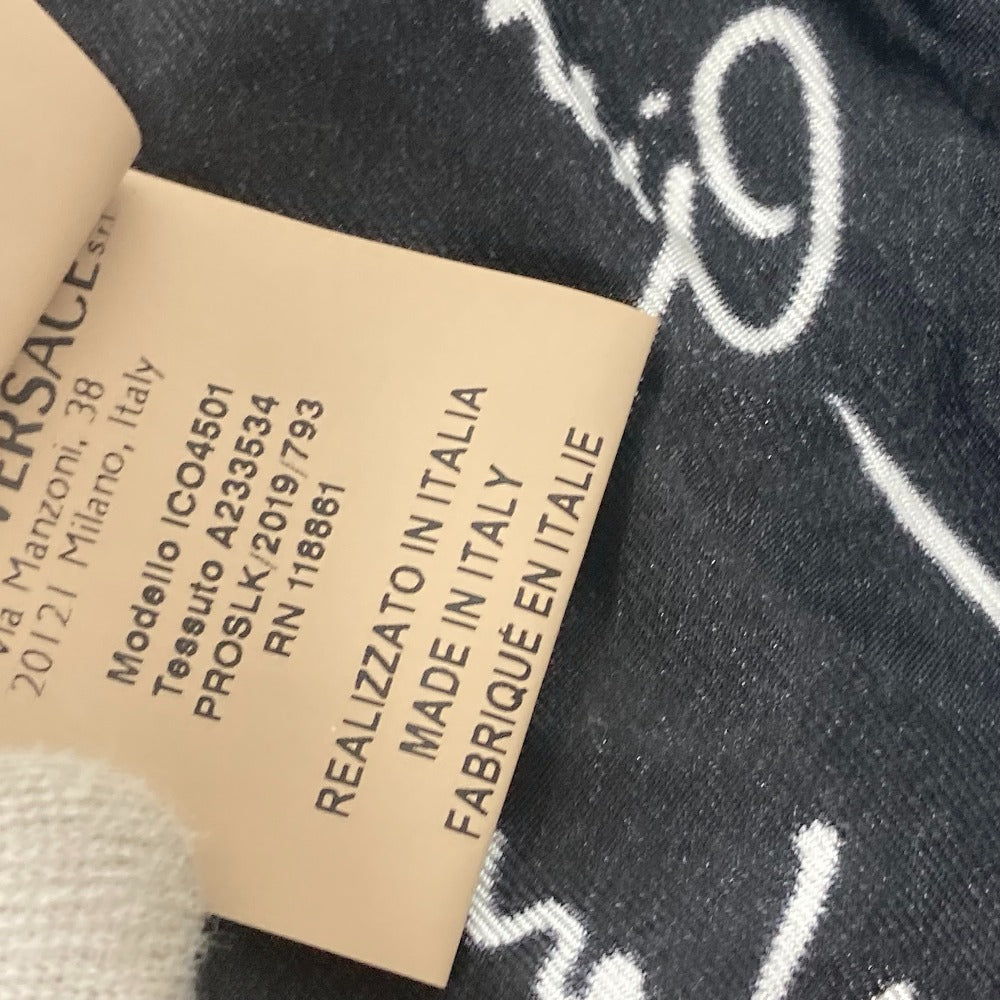 VERSACE srl
Via Manzoni, 38
20121 Milano, Italy
Modello ICO4501
Tessuto A233534
PROSLK/2019/793
RN 118861
REALIZZATO IN ITALIA
MADE IN ITALY
FABRIQUÉ EN ITALIE